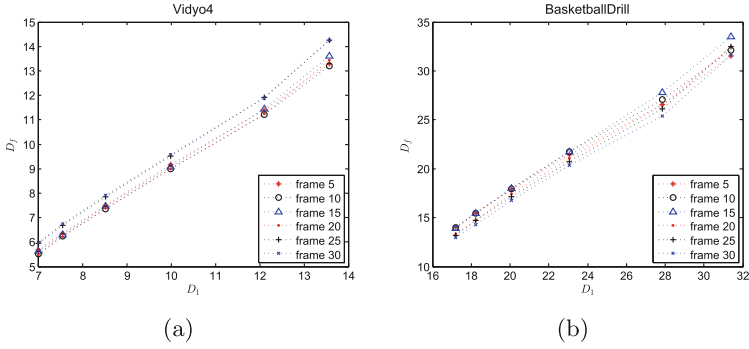 Vidyo4
15
14
13
12
11
10
9
8
7
6
5
D_f
7 8 9 10 11 12 13 14
D_1
frame 5
frame 10
frame 15
frame 20
frame 25
frame 30
(a)
BasketballDrill
35
30
25
20
15
10
D_f
16 18 20 22 24 26 28 30 32
D_1
frame 5
frame 10
frame 15
frame 20
frame 25
frame 30
(b)